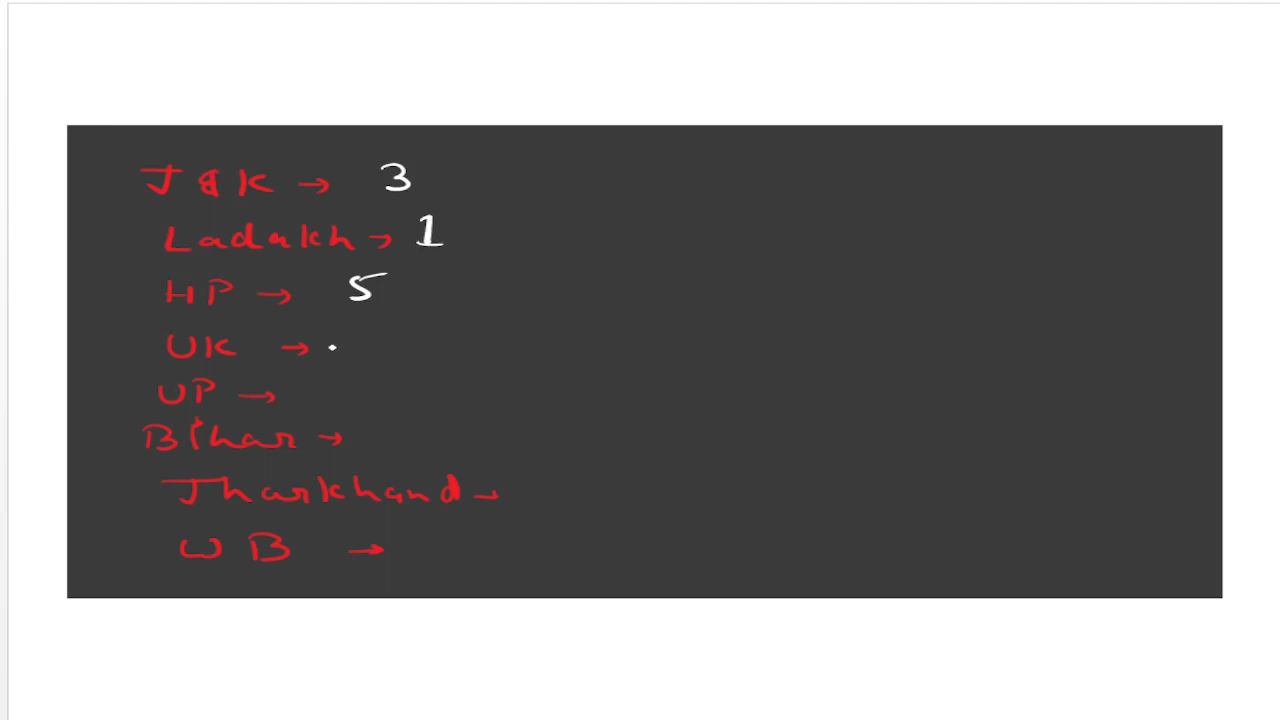 J & K → 3
Ladakh → 1
HP → 5
UK → .
UP →
Bihar →
Jharkhand →
WB →